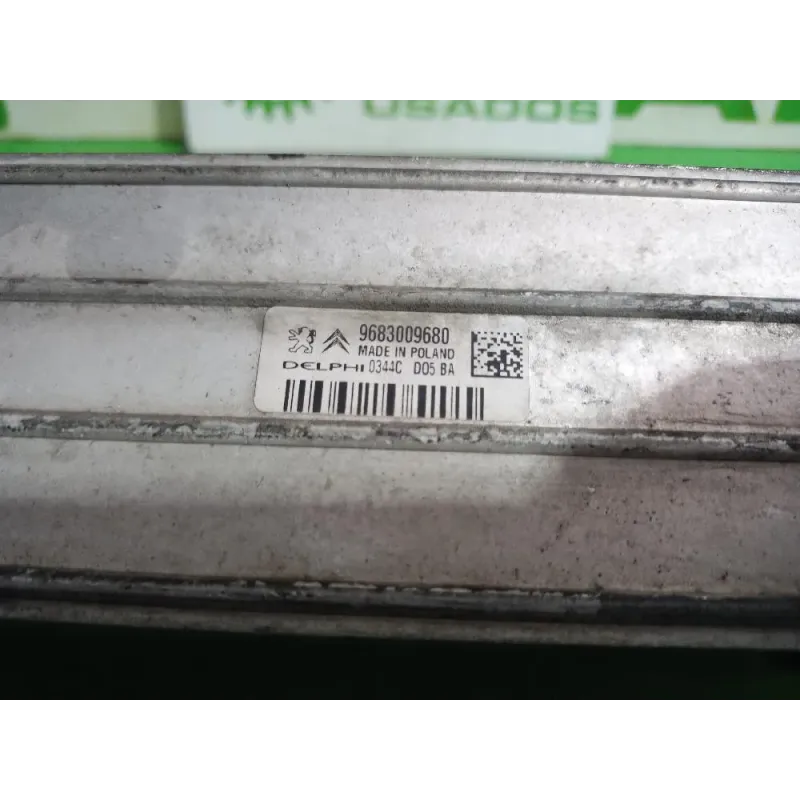 USADOS
9683009680
MADE IN POLAND
DELPHI 0344C D05 BA